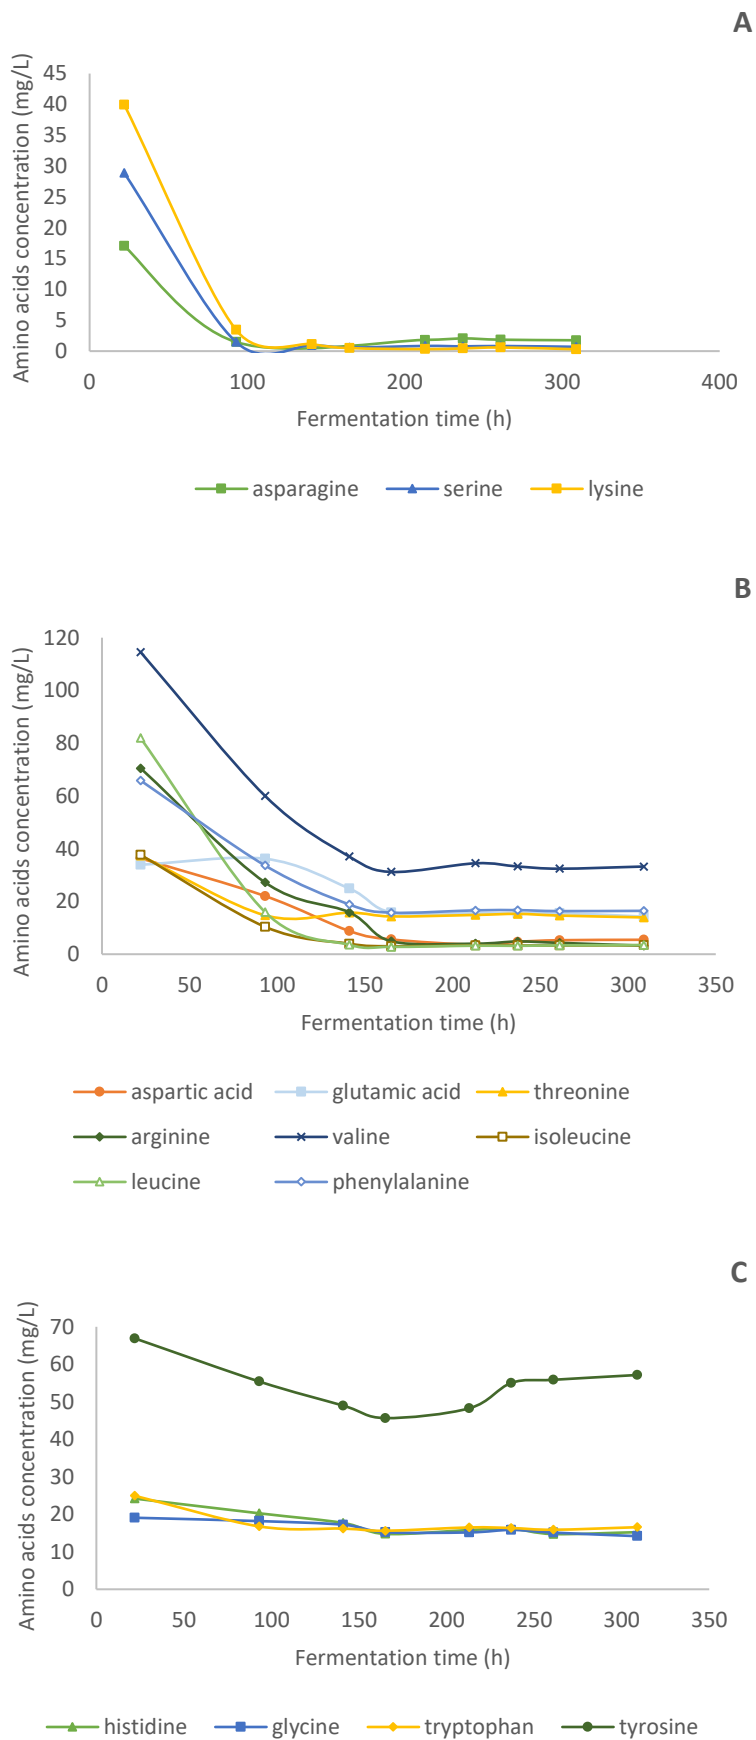 A
Amino acids concentration (mg/L)
45
40
35
30
25
20
15
10
5
0
0 100 200 300 400
Fermentation time (h)
asparagine serine lysine
B
Amino acids concentration (mg/L)
120
100
80
60
40
20
0
0 50 100 150 200 250 300 350
Fermentation time (h)
aspartic acid glutamic acid threonine
arginine valine isoleucine
leucine phenylalanine
C
Amino acids concentration (mg/L)
70
60
50
40
30
20
10
0
0 50 100 150 200 250 300 350
Fermentation time (h)
histidine glycine tryptophan tyrosine